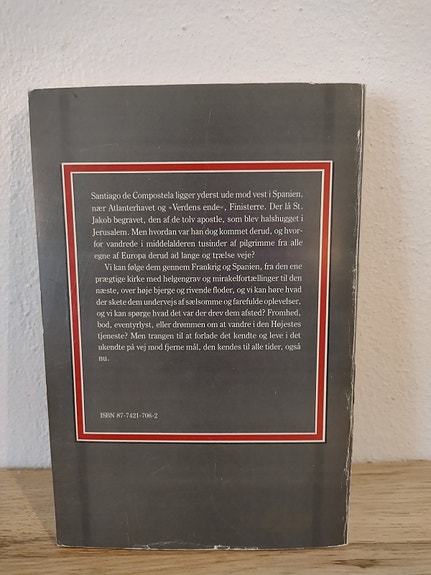 Santiago de Compostela ligger yderst ude mod vest i Spanien,
nær Atlanterhavet og »Verdens ende«, Finisterre. Der lå St.
Jakob begravet, den af de tolv apostle, som blev halshugget i
Jerusalem. Men hvordan var han dog kommet derud, og hvor-
for vandrede i middelalderen tusinder af pilgrimme fra alle
egne af Europa derud ad lange og trælse veje?
Vi kan følge dem gennem Frankrig og Spanien, fra den ene
prægtige kirke med helgengrav og mirakelfortællinger til den
næste, over høje bjerge og rivende floder, og vi kan høre hvad
der skete dem undervejs af sælsomme og farefulde oplevelser,
og vi kan spørge hvad det var der drev dem afsted? Fromhed,
bod, eventyrlyst, eller drømmen om at vandre i den Højestes
tjeneste? Men trangen til at forlade det kendte og leve i det
ukendte på vej mod fjerne mål, den kendes til alle tider, også
nu.
ISBN 87-7421-706-2